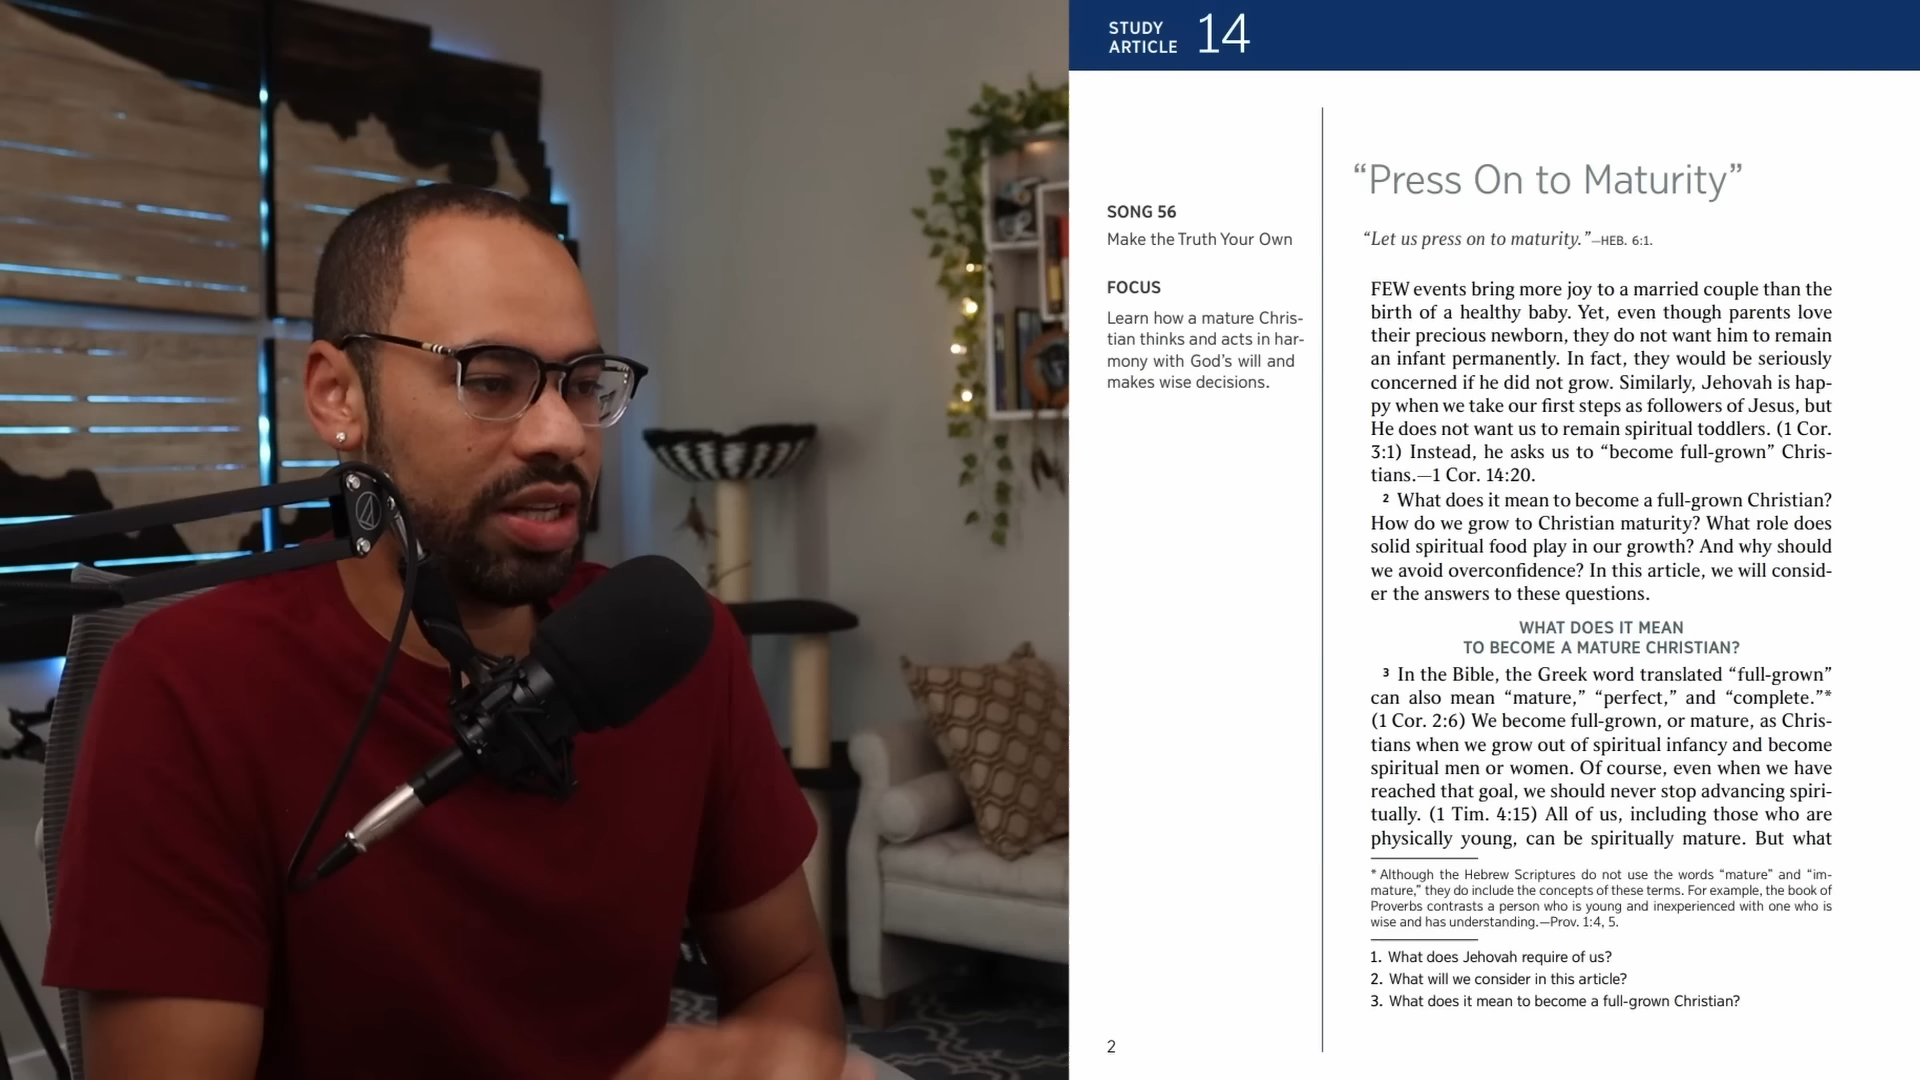 STUDY
ARTICLE 14
SONG 56
Make the Truth Your Own
FOCUS
Learn how a mature Chris-
tian thinks and acts in har-
mony with God’s will and
makes wise decisions.
“Press On to Maturity”
“Let us press on to maturity.”—HEB. 6:1.
FEW events bring more joy to a married couple than the
birth of a healthy baby. Yet, even though parents love
their precious newborn, they do not want him to remain
an infant permanently. In fact, they would be seriously
concerned if he did not grow. Similarly, Jehovah is hap-
py when we take our first steps as followers of Jesus, but
He does not want us to remain spiritual toddlers. (1 Cor.
3:1) Instead, he asks us to “become full-grown” Chris-
tians.—1 Cor. 14:20.
2 What does it mean to become a full-grown Christian?
How do we grow to Christian maturity? What role does
solid spiritual food play in our growth? And why should
we avoid overconfidence? In this article, we will consid-
er the answers to these questions.
WHAT DOES IT MEAN
TO BECOME A MATURE CHRISTIAN?
3 In the Bible, the Greek word translated “full-grown”
can also mean “mature,” “perfect,” and “complete.”*
(1 Cor. 2:6) We become full-grown, or mature, as Chris-
tians when we grow out of spiritual infancy and become
spiritual men or women. Of course, even when we have
reached that goal, we should never stop advancing spiri-
tually. (1 Tim. 4:15) All of us, including those who are
physically young, can be spiritually mature. But what
* Although the Hebrew Scriptures do not use the words “mature” and “im-
mature,” they do include the concepts of these terms. For example, the book of
Proverbs contrasts a person who is young and inexperienced with one who is
wise and has understanding.—Prov. 1:4, 5.
1. What does Jehovah require of us?
2. What will we consider in this article?
3. What does it mean to become a full-grown Christian?
2